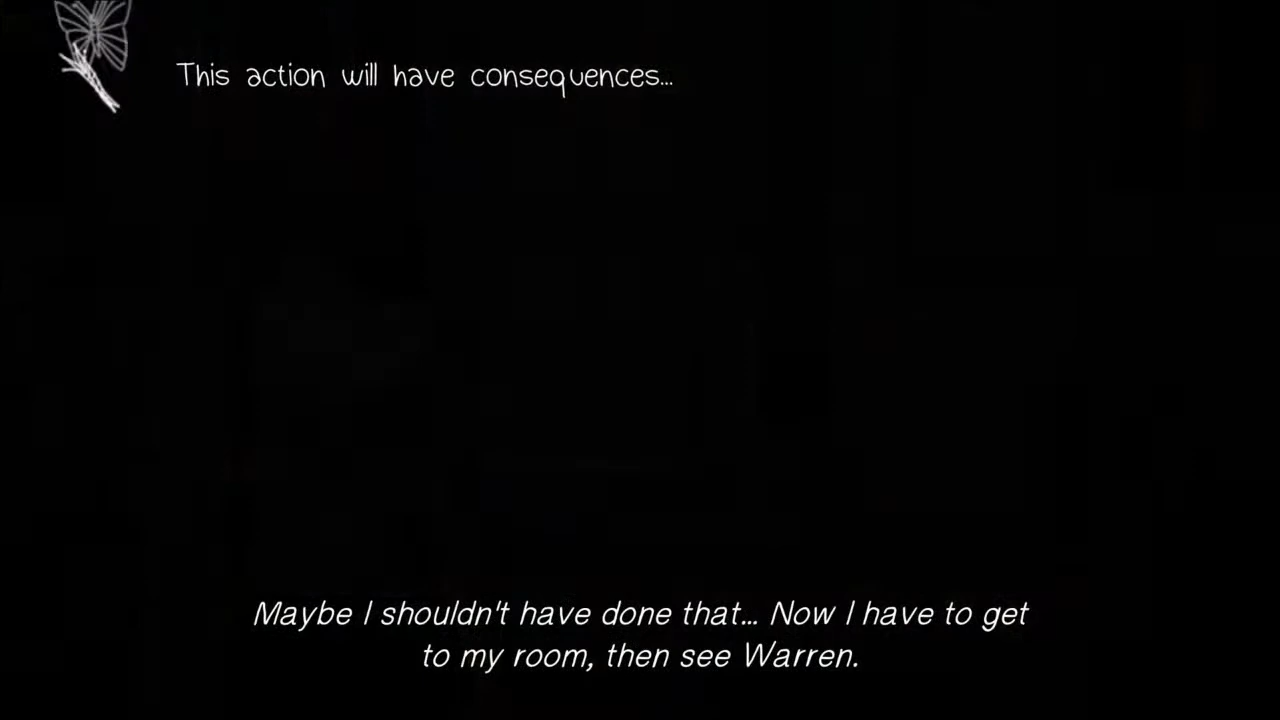 This action will have consequences...
Maybe I shouldn't have done that... Now I have to get
to my room, then see Warren.